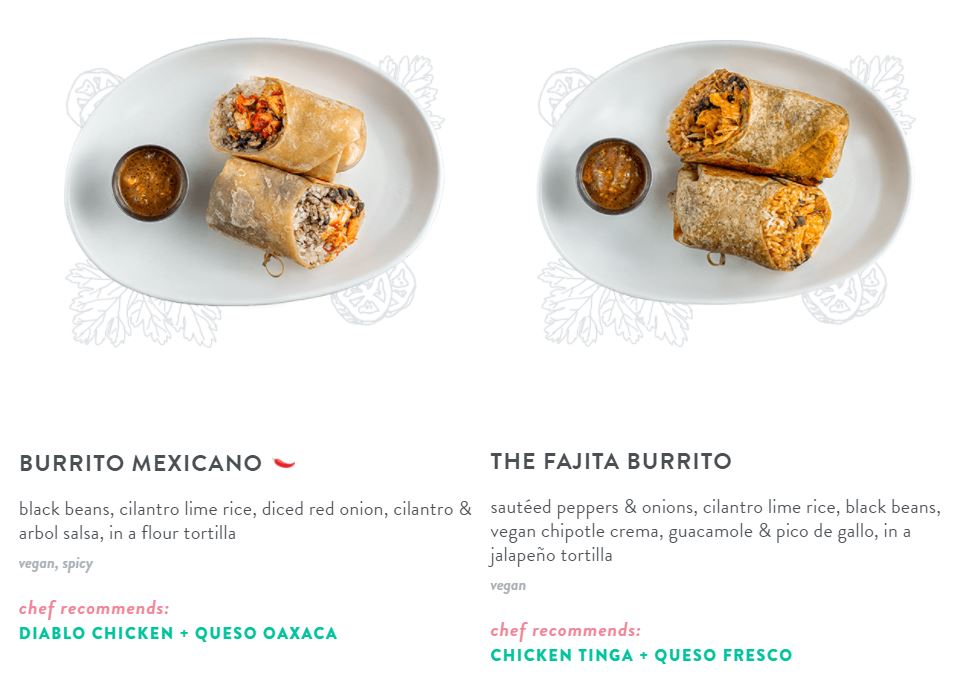 BURRITO MEXICANO
black beans, cilantro lime rice, diced red onion, cilantro &
arbol salsa, in a flour tortilla
vegan, spicy
chef recommends:
DIABLO CHICKEN + QUESO OAXACA
THE FAJITA BURRITO
sautéed peppers & onions, cilantro lime rice, black beans,
vegan chipotle crema, guacamole & pico de gallo, in a
jalapeño tortilla
vegan
chef recommends:
CHICKEN TINGA + QUESO FRESCO